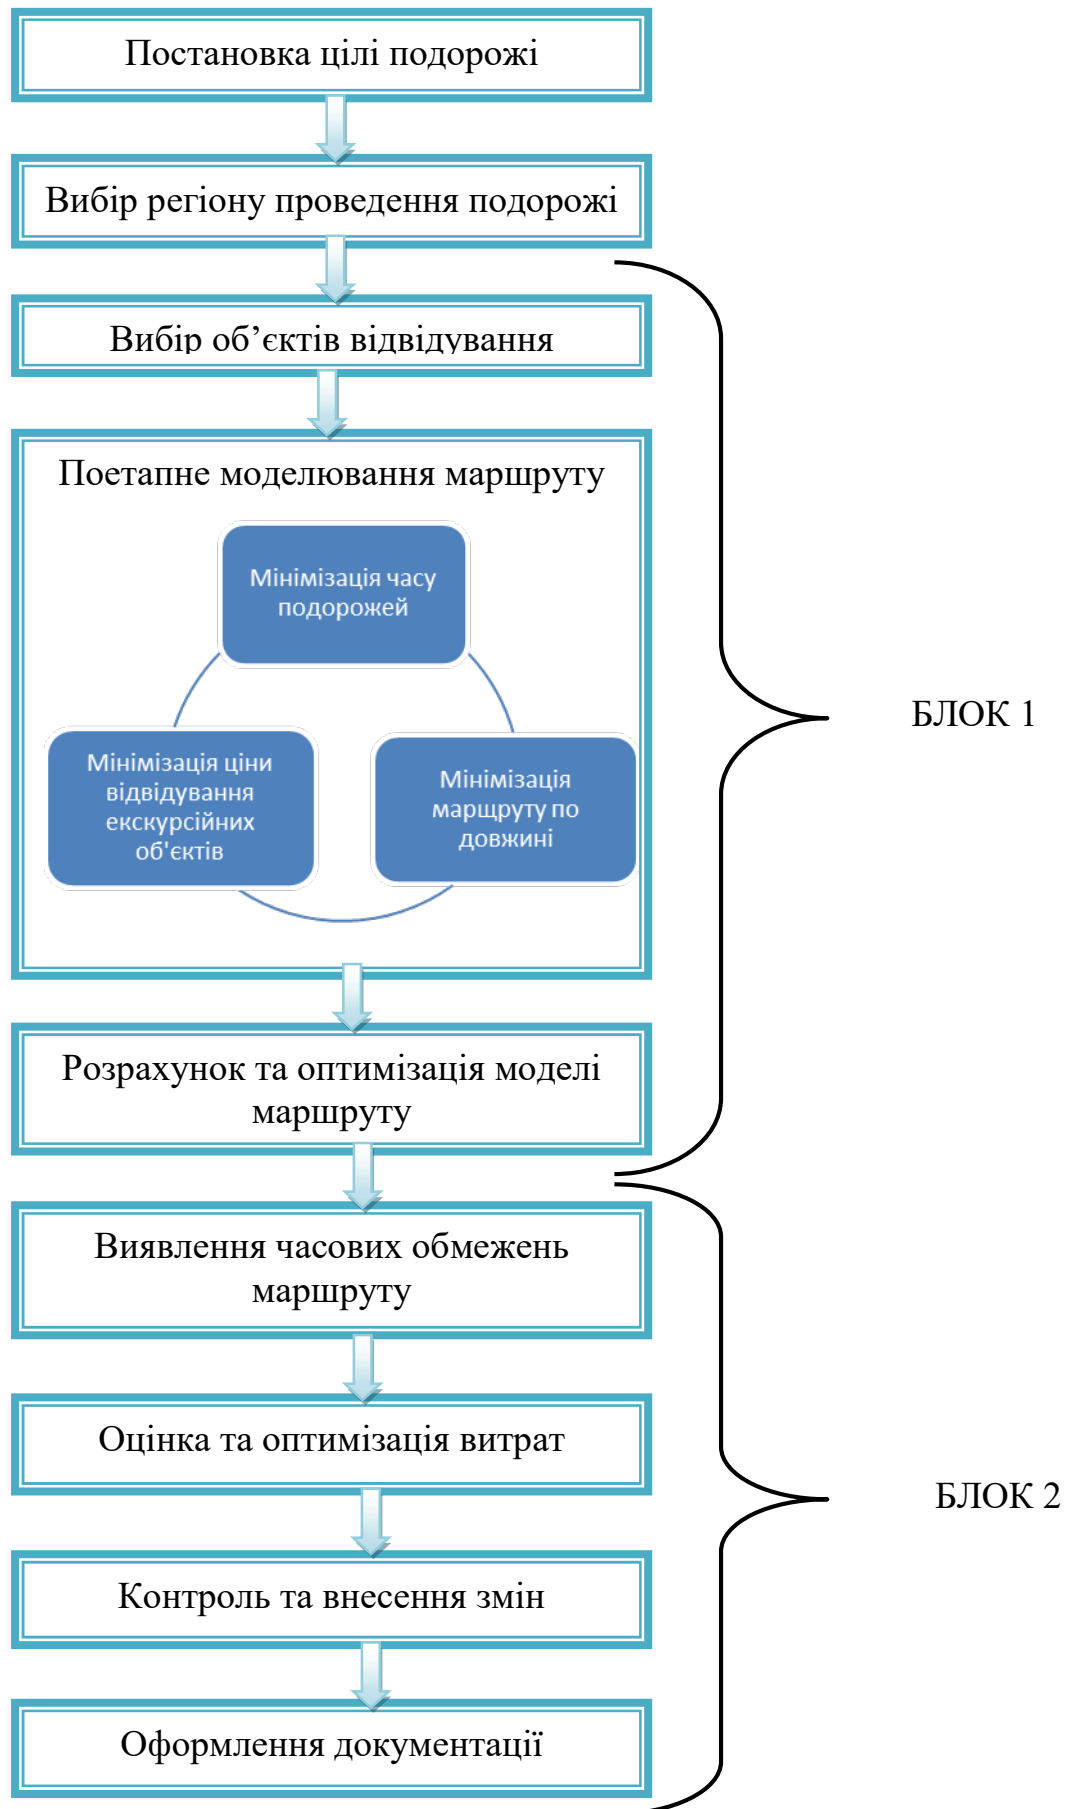 Постановка цілі подорожі
Вибір регіону проведення подорожі
Вибір об’єктів відвідування
Поетапне моделювання маршруту
Мінімізація часу
подорожей
Мінімізація ціни
відвідування
екскурсійних
об'єктів
Мінімізація
марщруту по
довжині
БЛОК 1
Розрахунок та оптимізація моделі
маршруту
Виявлення часових обмежень
маршруту
Оцінка та оптимізація витрат
БЛОК 2
Контроль та внесення змін
Оформлення документації